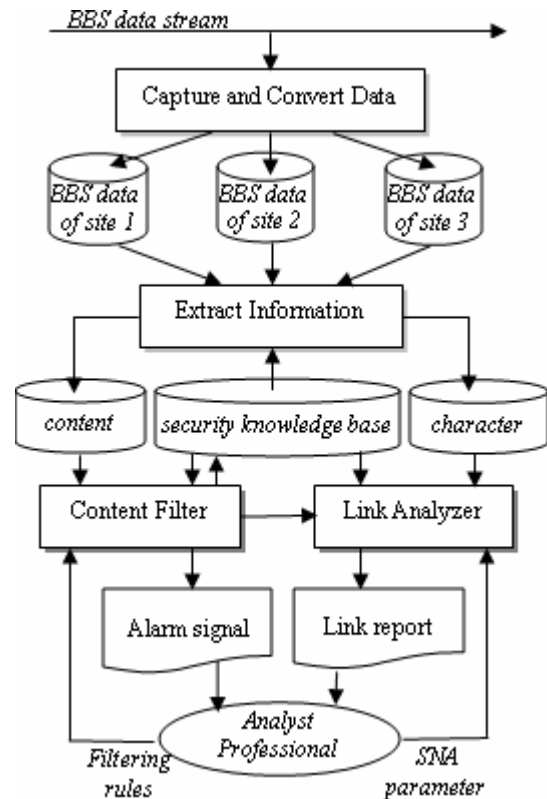 BBS data stream
Capture and Convert Data
BBS data
of site 1
BBS data
of site 2
BBS data
of site 3
Extract Information
content
security knowledge base
character
Content Filter
Link Analyzer
Alarm signal
Link report
Analyst
Professional
Filtering
rules
SNA
parameter